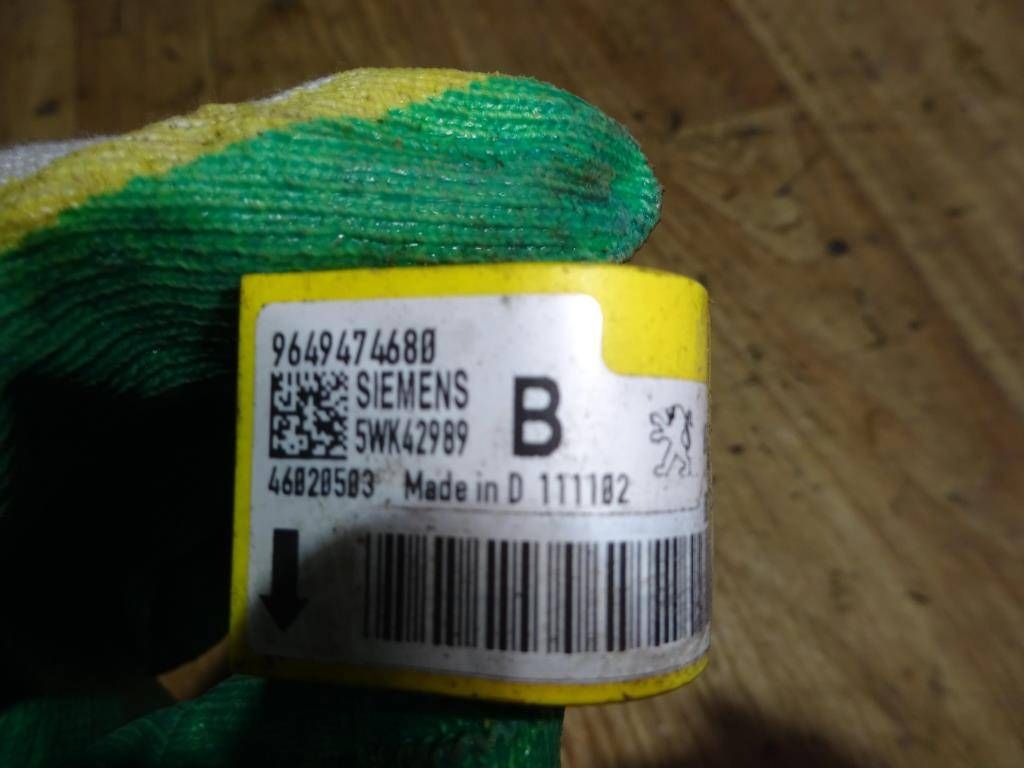 9649474680
SIEMENS
5WK42989
B
46020503 Made in D 111102